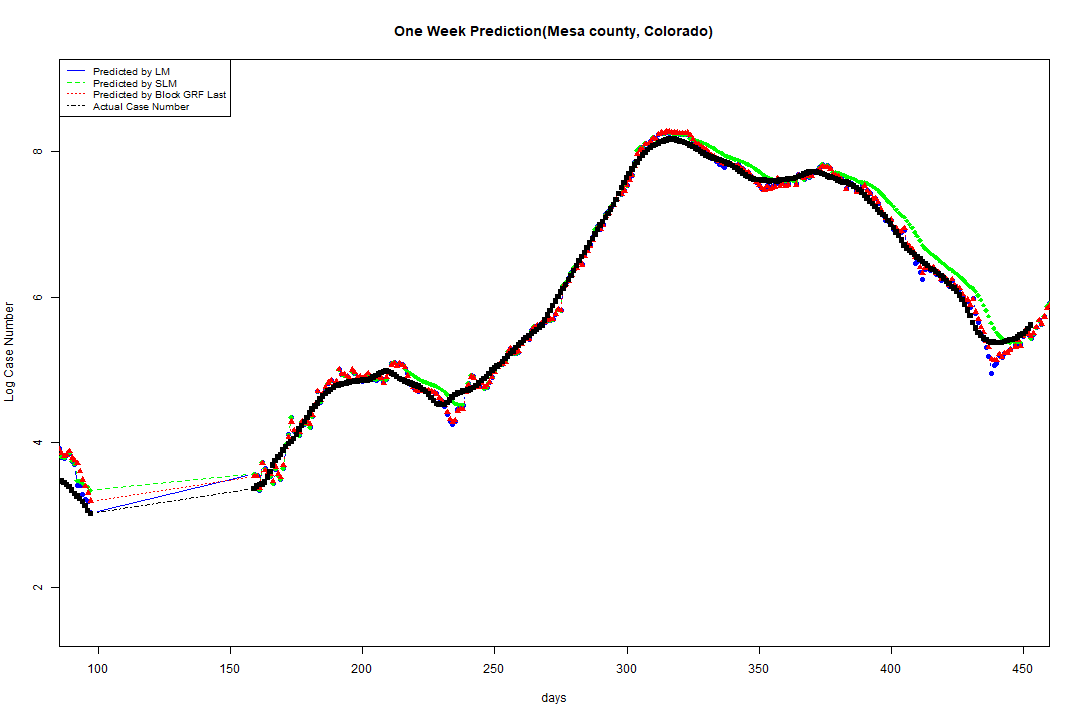 One Week Prediction(Mesa county, Colorado)
Predicted by LM
Predicted by SLM
Predicted by Block GRF Last
Actual Case Number
Log Case Number
8
6
4
2
100 150 200 250 300 350 400 450
days